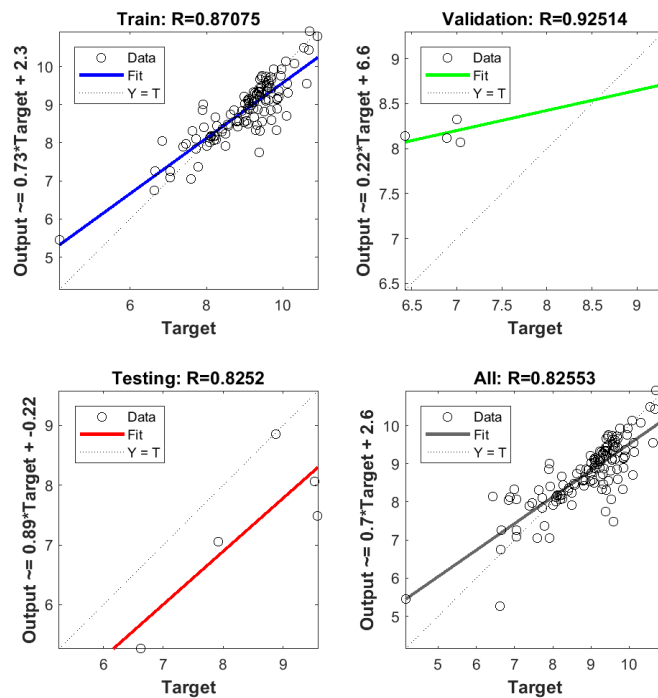 Train: R=0.87075
Output ~= 0.73*Target + 2.3
Data
Fit
Y = T
10
9
8
7
6
5
6
8
10
Target
Validation: R=0.92514
Output ~= 0.22*Target + 6.6
Data
Fit
Y = T
9
8.5
8
7.5
7
6.5
6.5
7
7.5
8
8.5
9
Target
Testing: R=0.8252
Output ~= 0.89*Target + -0.22
Data
Fit
Y = T
9
8
7
6
6
7
8
9
Target
All: R=0.82553
Output ~= 0.7*Target + 2.6
Data
Fit
Y = T
10
9
8
7
6
5
5
6
7
8
9
10
Target